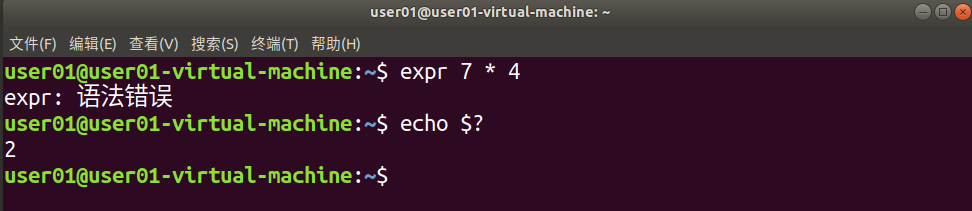 user01@user01-virtual-machine: ~
文件(F) 编辑(E) 查看(V) 搜索(S) 终端(T) 帮助(H)
user01@user01-virtual-machine:~$ expr 7 * 4
expr: 语法错误
user01@user01-virtual-machine:~$ echo $?
2
user01@user01-virtual-machine:~$